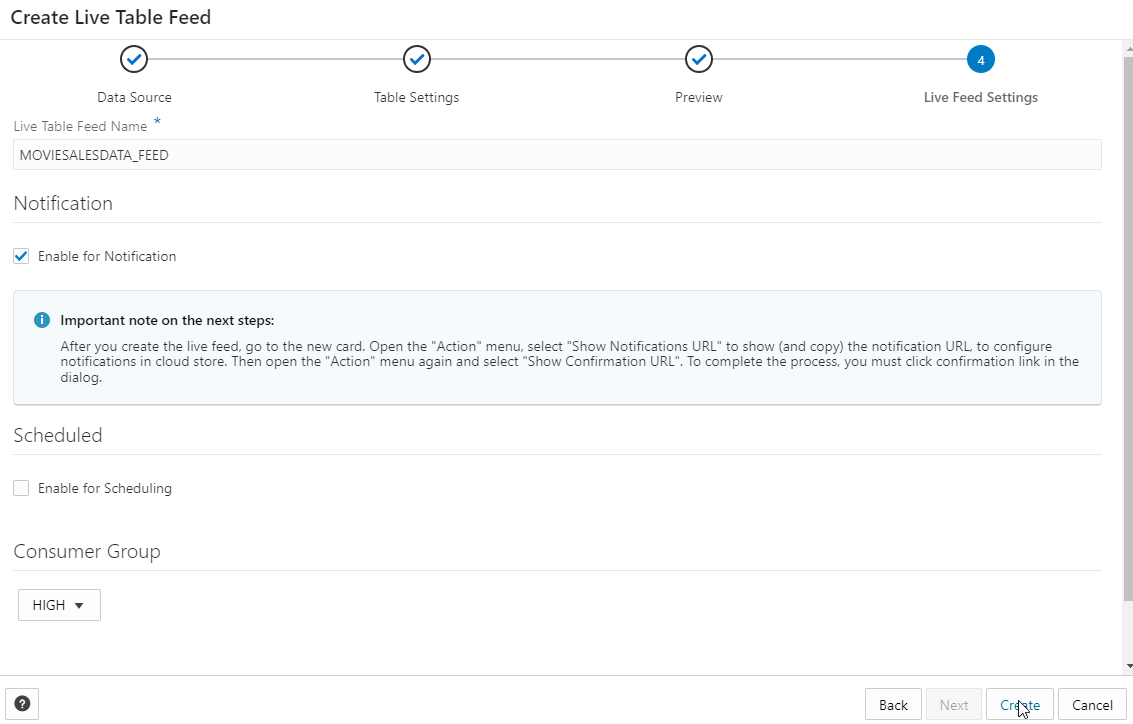 Create Live Table Feed
4
Data Source
Table Settings
Preview
Live Feed Settings
Live Table Feed Name *
MOVIESALESDATA_FEED
Notification
Enable for Notification
Important note on the next steps:
After you create the live feed, go to the new card. Open the "Action" menu, select "Show Notifications URL" to show (and copy) the notification URL, to configure
notifications in cloud store. Then open the "Action" menu again and select "Show Confirmation URL". To complete the process, you must click confirmation link in the
dialog.
Scheduled
Enable for Scheduling
Consumer Group
HIGH
?
Back
Next
Create
Cancel